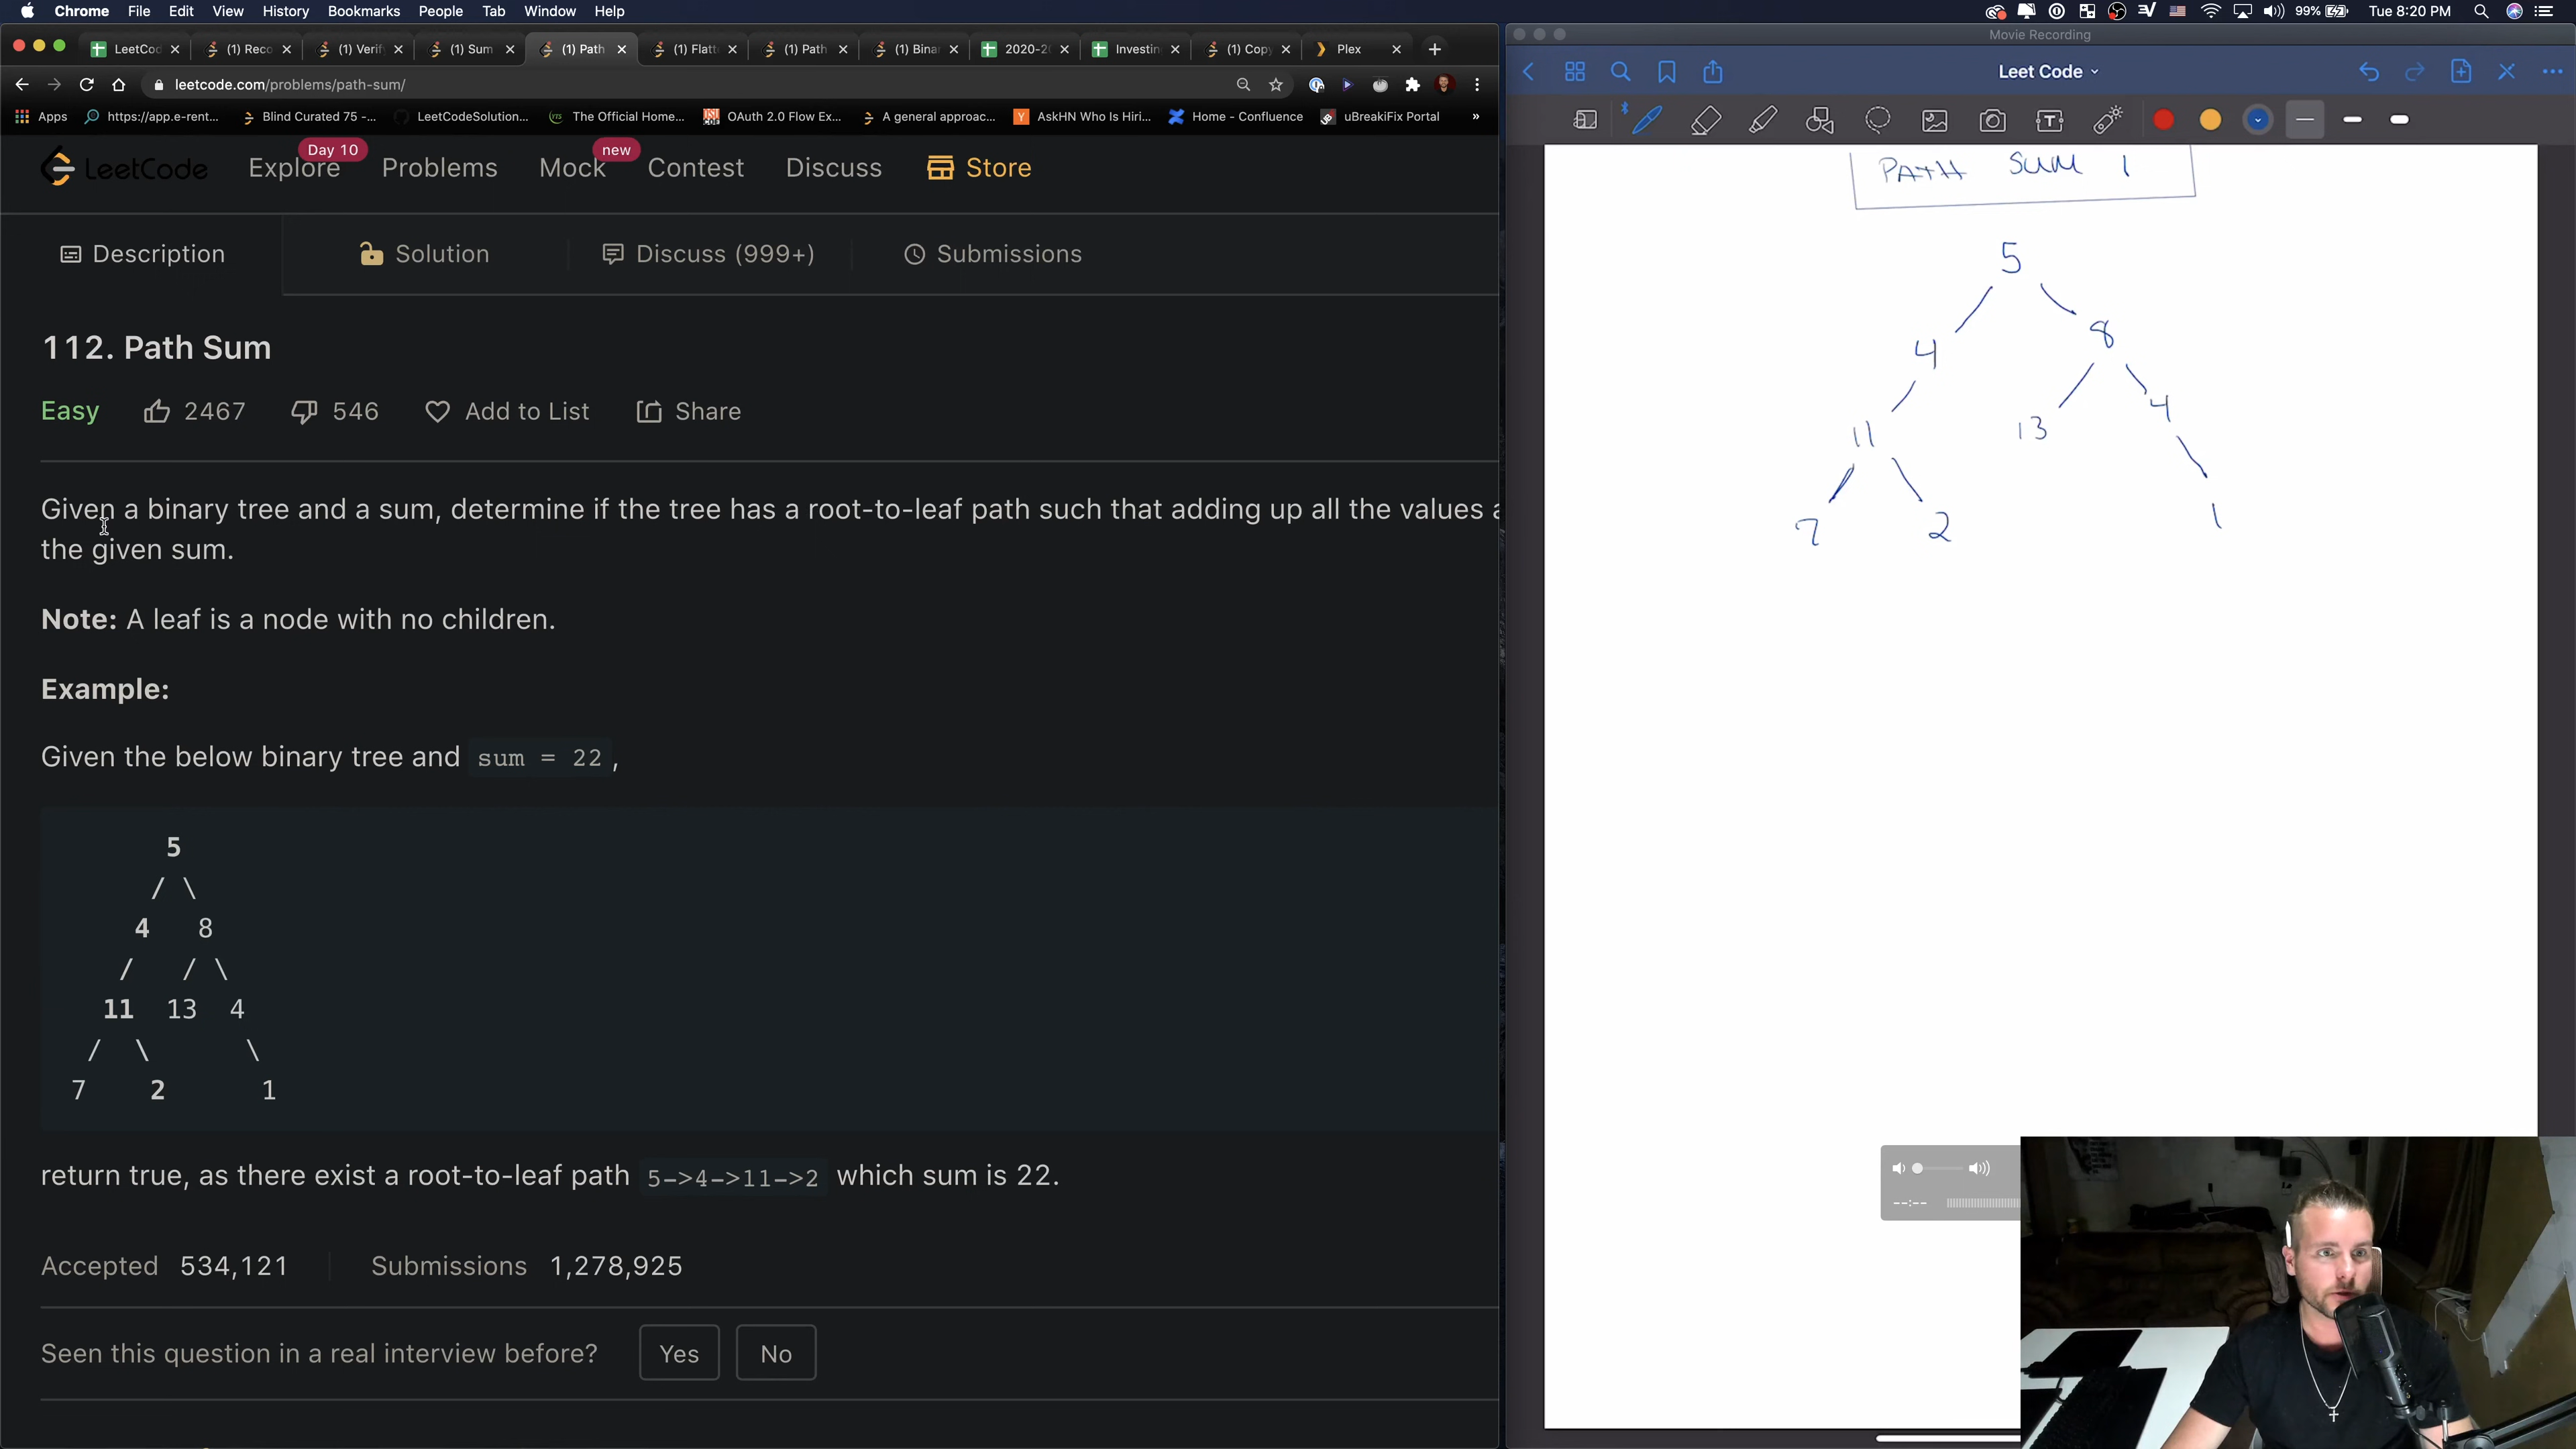 Chrome File Edit View History Bookmarks People Tab Window Help
99% Tue 8:20 PM
LeetCod (1) Reco (1) Verify (1) Sum (1) Path (1) Flatt (1) Path (1) Bina 2020-2 Investin (1) Copy Plex
leetcode.com/problems/path-sum/
Apps https://app.e-rent... Blind Curated 75 -... LeetCodeSolution... The Official Home... OAuth 2.0 Flow Ex... A general approac... AskHN Who Is Hiri... Home - Confluence uBreakiFix Portal »
Day 10
new
LeetCode Explore Problems Mock Contest Discuss Store
Description Solution Discuss (999+) Submissions
112. Path Sum
Easy 2467 546 Add to List Share
Given a binary tree and a sum, determine if the tree has a root-to-leaf path such that adding up all the values
the given sum.
Note: A leaf is a node with no children.
Example:
Given the below binary tree and sum = 22,
5
/ \
4 8
/ / \
11 13 4
/ \ \
7 2 1
return true, as there exist a root-to-leaf path 5->4->11->2 which sum is 22.
Accepted 534,121 Submissions 1,278,925
Seen this question in a real interview before? Yes No
Movie Recording
Leet Code
PATH SUM 1
5
4 8
11 13 4
7 2 1
--:--